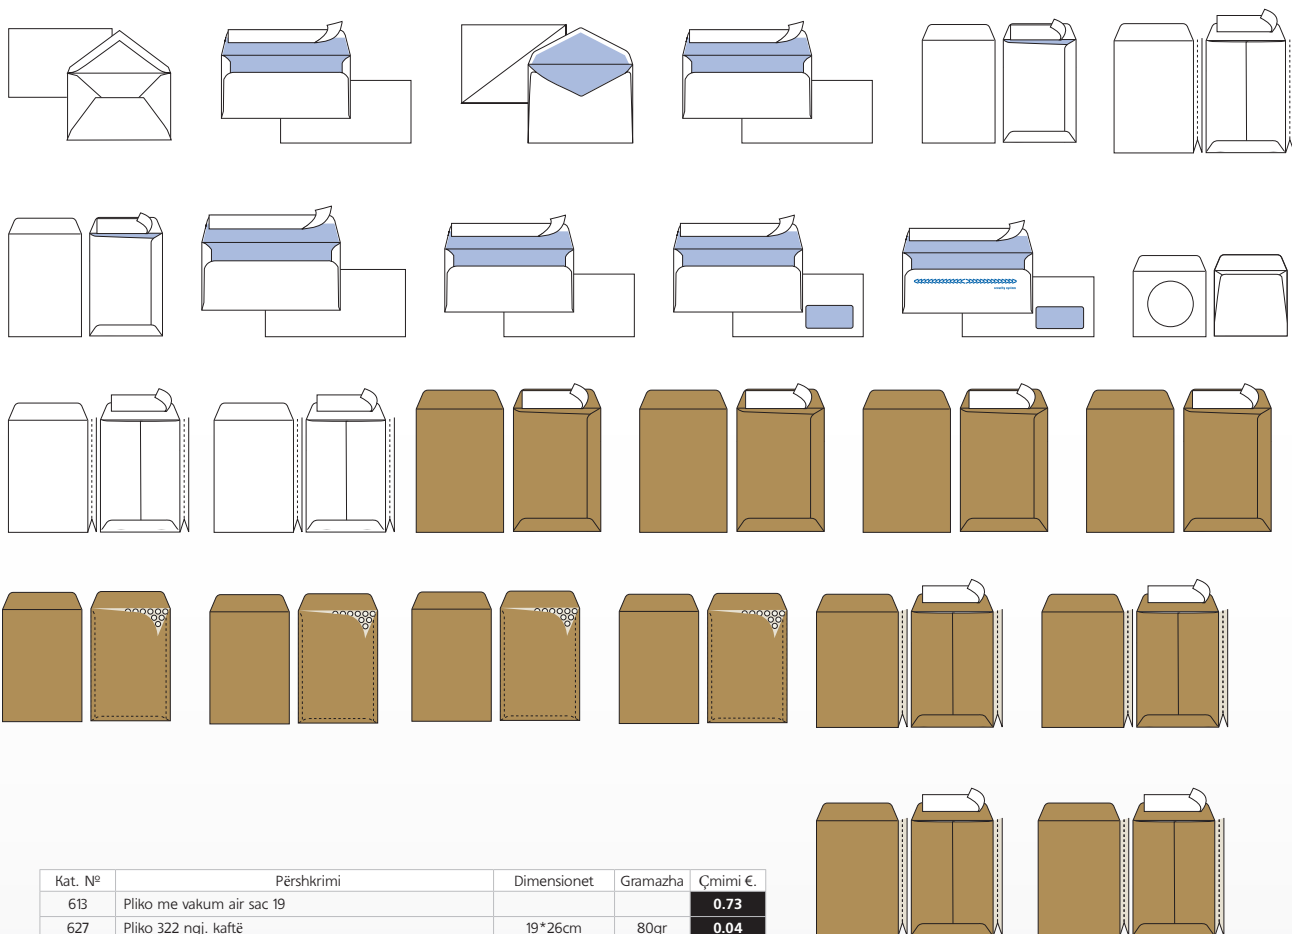 Kat. Nº Përshkrimi Dimensionet Gramazha Çmimi €.
613 Pliko me vakum air sac 19 0.73
627 Pliko 322 ngj. kaftë 19*26cm 80gr 0.04